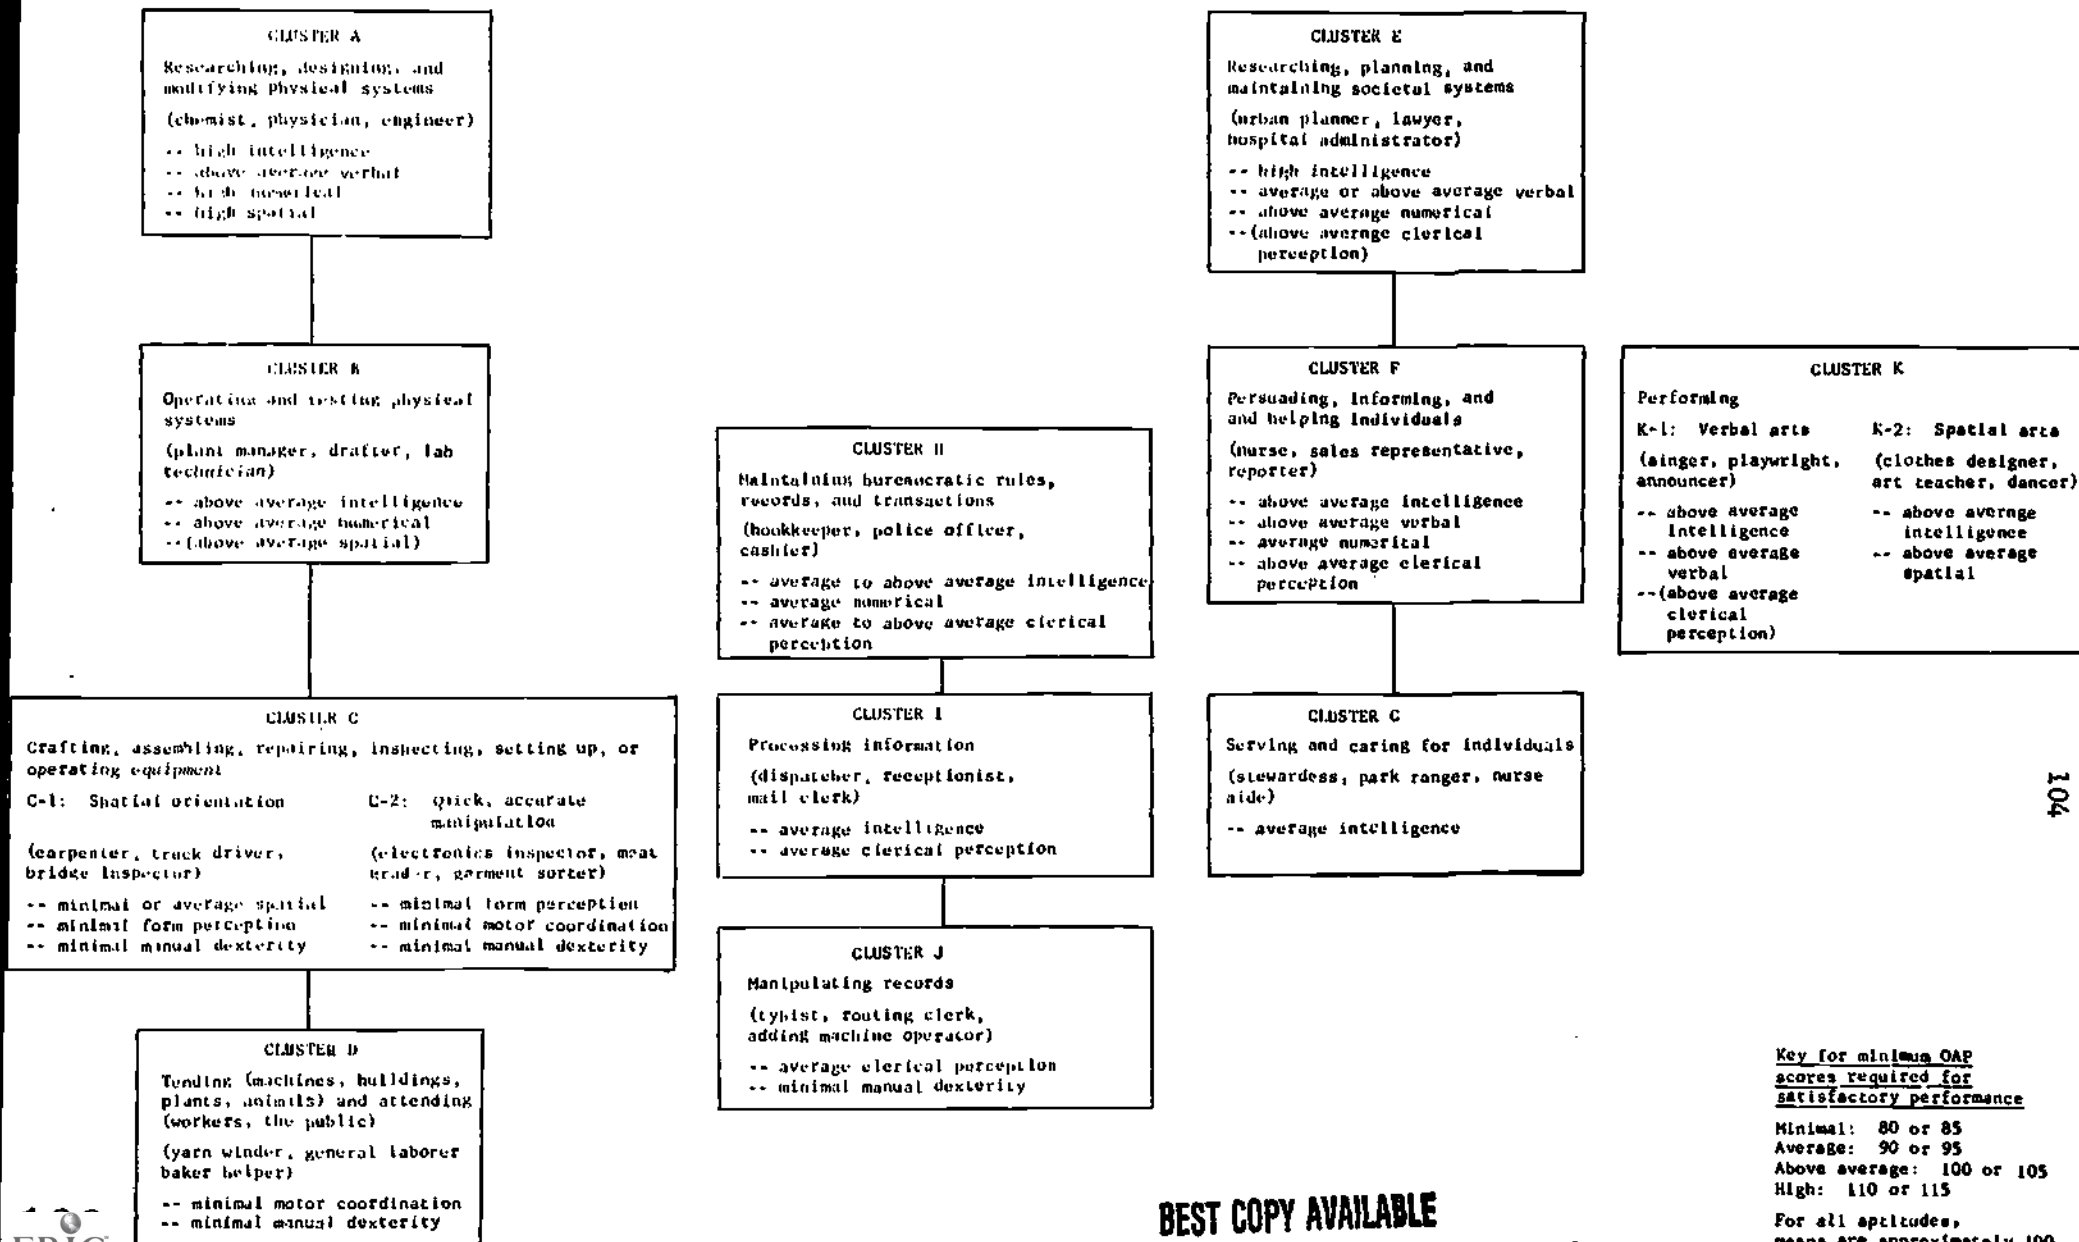 CLUSTER A
Researching, designing, and
modifying physical systems
(chemist, physician, engineer)
-- high intelligence
-- above average verbal
-- high numerical
-- high spatial
CLUSTER B
Operating and testing physical
systems
(plant manager, drafter, lab
technician)
-- above average intelligence
-- above average numerical
--(above average spatial)
CLUSTER C
Crafting, assembling, repairing, inspecting, setting up, or
operating equipment
C-1: Spatial orientation
(carpenter, truck driver,
bridge inspector)
-- minimal or average spatial
-- minimal form perception
-- minimal manual dexterity
C-2: Quick, accurate
manipulation
(electronics inspector, meat
grader, garment sorter)
-- minimal form perception
-- minimal motor coordination
-- minimal manual dexterity
CLUSTER D
Tending (machines, buildings,
plants, animals) and attending
(workers, the public)
(yarn winder, general laborer
baker helper)
-- minimal motor coordination
-- minimal manual dexterity
CLUSTER H
Maintaining bureaucratic rules,
records, and transactions
(bookkeeper, police officer,
cashier)
-- average to above average intelligence
-- average numerical
-- average to above average clerical
perception
CLUSTER I
Processing information
(dispatcher, receptionist,
mail clerk)
-- average intelligence
-- average clerical perception
CLUSTER J
Manipulating records
(typist, routing clerk,
adding machine operator)
-- average clerical perception
-- minimal manual dexterity
CLUSTER E
Researching, planning, and
maintaining societal systems
(urban planner, lawyer,
hospital administrator)
-- high intelligence
-- average or above average verbal
-- above average numerical
--(above average clerical
perception)
CLUSTER F
Persuading, informing, and
and helping individuals
(nurse, sales representative,
reporter)
-- above average intelligence
-- above average verbal
-- average numerical
-- above average clerical
perception
CLUSTER G
Serving and caring for individuals
(stewardess, park ranger, nurse
aide)
-- average intelligence
CLUSTER K
Performing
K-1: Verbal arts
(singer, playwright,
announcer)
-- above average
intelligence
-- above average
verbal
--(above average
clerical
perception)
K-2: Spatial arts
(clothes designer,
art teacher, dancer)
-- above average
intelligence
-- above average
spatial
104
Key for minimum OAP
scores required for
satisfactory performance
Minimal: 80 or 85
Average: 90 or 95
Above average: 100 or 105
High: 110 or 115
For all aptitudes,
means are approximately 100
BEST COPY AVAILABLE
ERIC